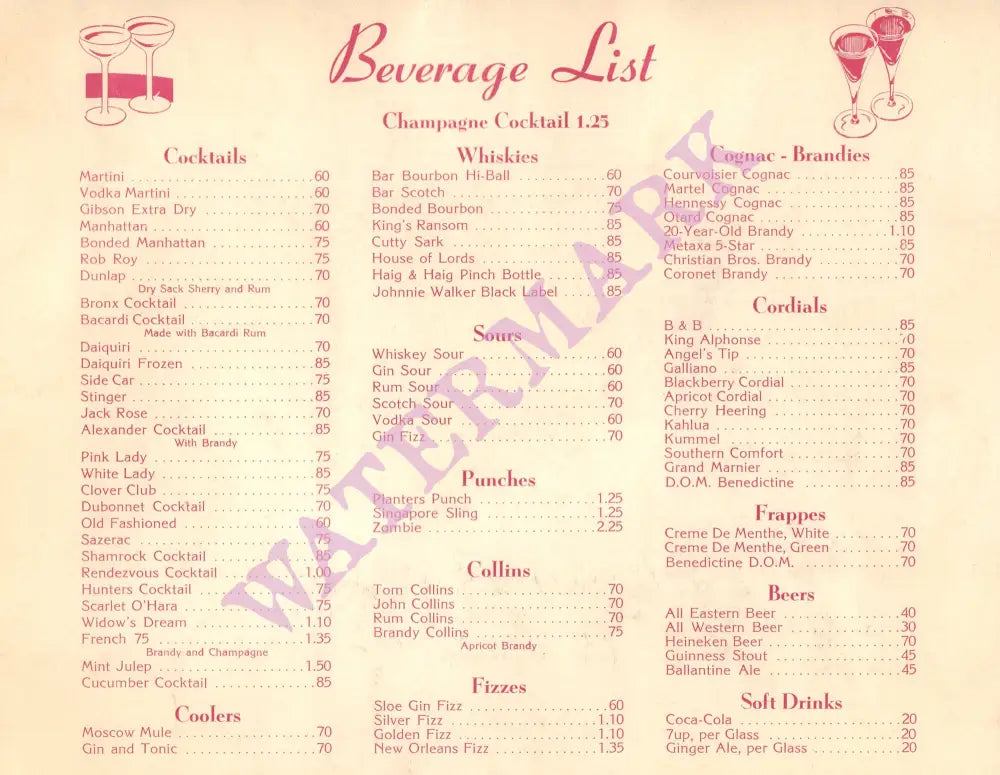 Beverage List
Champagne Cocktail 1.25
Cocktails
Martini 60
Vodka Martini 60
Gibson Extra Dry 70
Manhattan 60
Bonded Manhattan 75
Rob Roy 75
Dunlap 70
Dry Sack Sherry and Rum
Bronx Cocktail 70
Bacardi Cocktail 70
Made with Bacardi Rum
Daiquiri 70
Daiquiri Frozen 85
Side Car 75
Stinger 85
Jack Rose 70
Alexander Cocktail 85
With Brandy
Pink Lady 75
White Lady 85
Clover Club 75
Dubonnet Cocktail 70
Old Fashioned 60
Sazerac 75
Shamrock Cocktail 85
Rendezvous Cocktail 1.00
Hunters Cocktail 75
Scarlet O'Hara 75
Widow's Dream 1.10
French 75 1.35
Brandy and Champagne
Mint Julep 1.50
Cucumber Cocktail 85
Coolers
Moscow Mule 70
Gin and Tonic 70
Whiskies
Bar Bourbon Hi-Ball 60
Bar Scotch 70
Bonded Bourbon 75
King's Ransom 85
Cutty Sark 85
House of Lords 85
Haig & Haig Pinch Bottle 85
Johnnie Walker Black Label 85
Sours
Whiskey Sour 60
Gin Sour 60
Rum Sour 60
Scotch Sour 70
Vodka Sour 60
Gin Fizz 70
Punches
Planters Punch 1.25
Singapore Sling 1.25
Zombie 2.25
Collins
Tom Collins 70
John Collins 70
Rum Collins 70
Brandy Collins 75
Apricot Brandy
Fizzes
Sloe Gin Fizz 60
Silver Fizz 1.10
Golden Fizz 1.10
New Orleans Fizz 1.35
Cognac - Brandies
Courvoisier Cognac 85
Martel Cognac 85
Hennessy Cognac 85
Otard Cognac 85
20-Year-Old Brandy 1.10
Metaxa 5-Star 85
Christian Bros. Brandy 70
Coronet Brandy 70
Cordials
B & B 85
King Alphonse 70
Angel's Tip 70
Galliano 85
Blackberry Cordial 70
Apricot Cordial 70
Cherry Heering 70
Kahlua 70
Kummel 70
Southern Comfort 70
Grand Marnier 85
D.O.M. Benedictine 85
Frappes
Creme De Menthe, White 70
Creme De Menthe, Green 70
Benedictine D.O.M. 70
Beers
All Eastern Beer 40
All Western Beer 30
Heineken Beer 70
Guinness Stout 45
Ballantine Ale 45
Soft Drinks
Coca-Cola 20
7up, per Glass 20
Ginger Ale, per Glass 20
WATERMARK